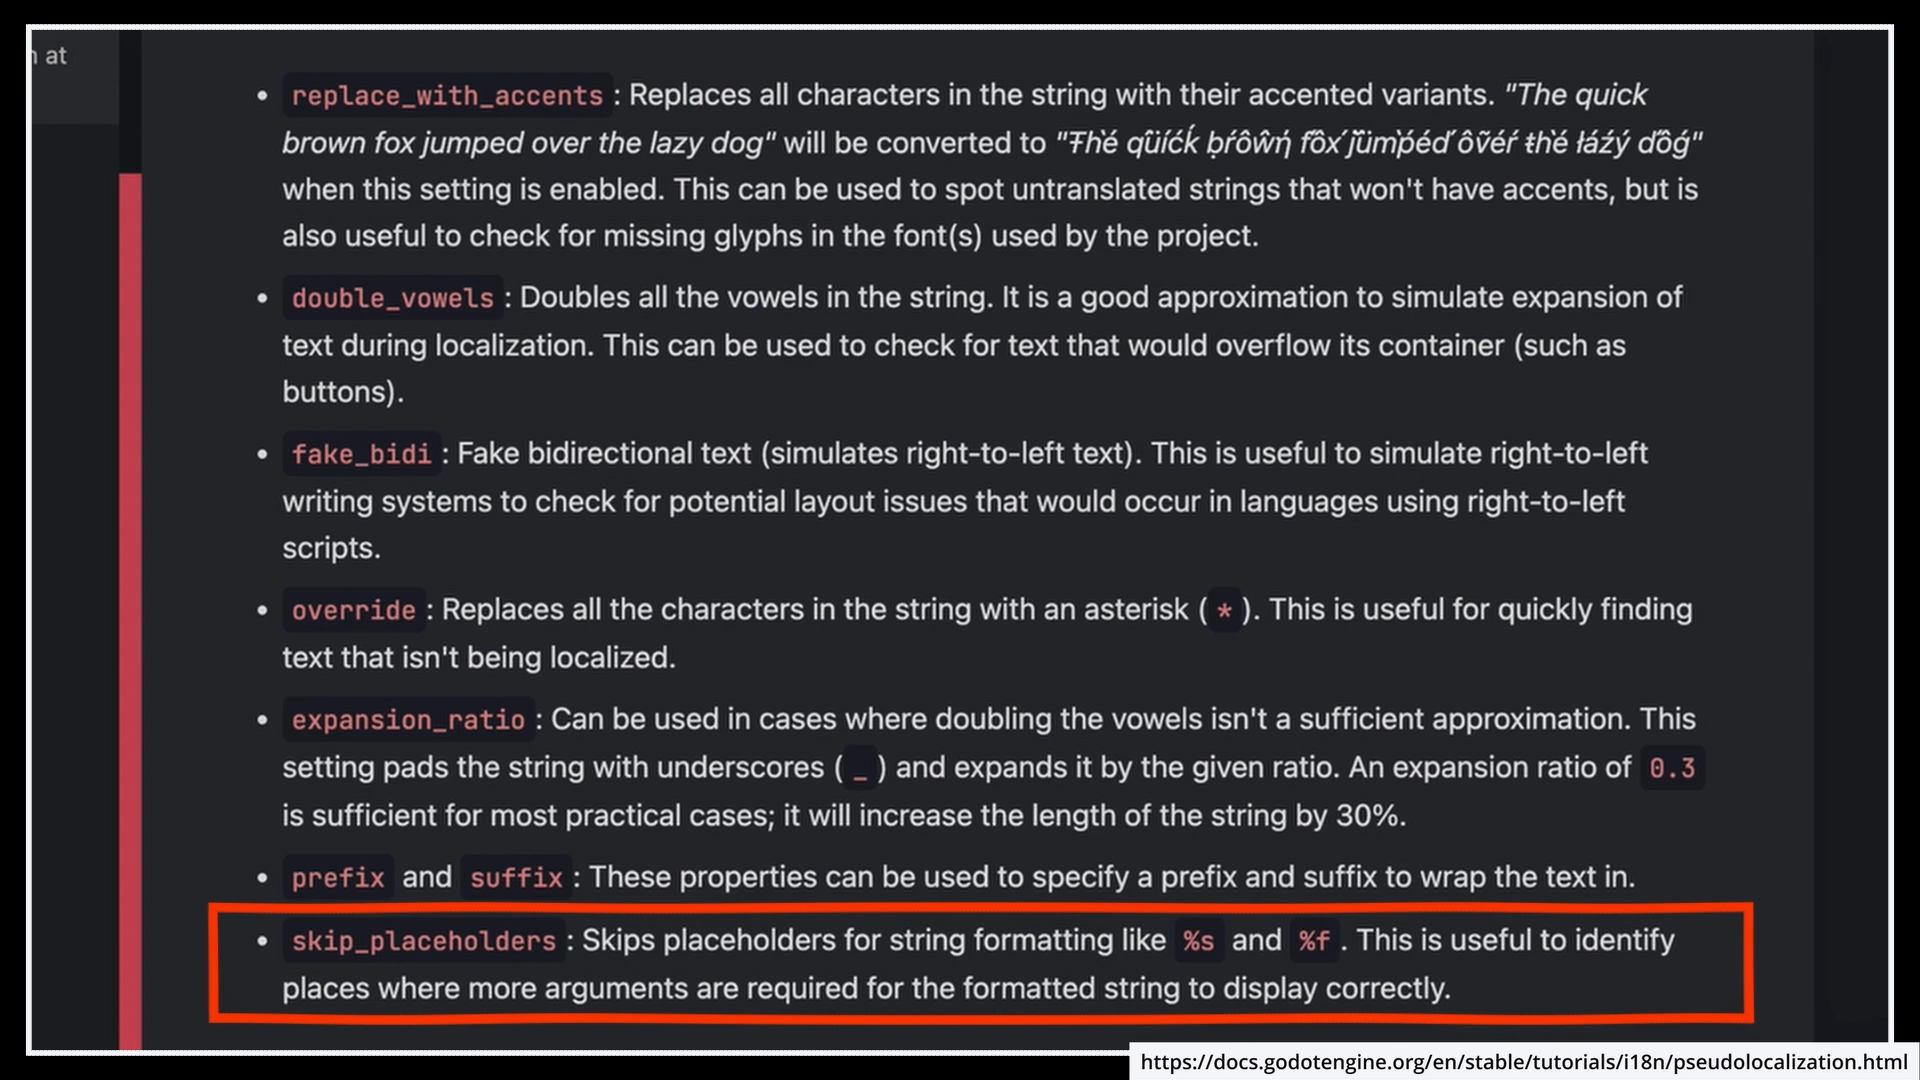 n at
• replace_with_accents : Replaces all characters in the string with their accented variants. "The quick
brown fox jumped over the lazy dog" will be converted to "Ŧh̀é q̂üíćḱ ḅŕôŵή f́ôx́ ǰüm̀ṕéd́ ôṽéŕ ŧh̀é łáźý d́ôǵ"
when this setting is enabled. This can be used to spot untranslated strings that won't have accents, but is
also useful to check for missing glyphs in the font(s) used by the project.
• double_vowels : Doubles all the vowels in the string. It is a good approximation to simulate expansion of
text during localization. This can be used to check for text that would overflow its container (such as
buttons).
• fake_bidi : Fake bidirectional text (simulates right-to-left text). This is useful to simulate right-to-left
writing systems to check for potential layout issues that would occur in languages using right-to-left
scripts.
• override : Replaces all the characters in the string with an asterisk ( * ). This is useful for quickly finding
text that isn't being localized.
• expansion_ratio : Can be used in cases where doubling the vowels isn't a sufficient approximation. This
setting pads the string with underscores ( _ ) and expands it by the given ratio. An expansion ratio of 0.3
is sufficient for most practical cases; it will increase the length of the string by 30%.
• prefix and suffix : These properties can be used to specify a prefix and suffix to wrap the text in.
• skip_placeholders : Skips placeholders for string formatting like %s and %f . This is useful to identify
places where more arguments are required for the formatted string to display correctly.
https://docs.godotengine.org/en/stable/tutorials/i18n/pseudolocalization.html